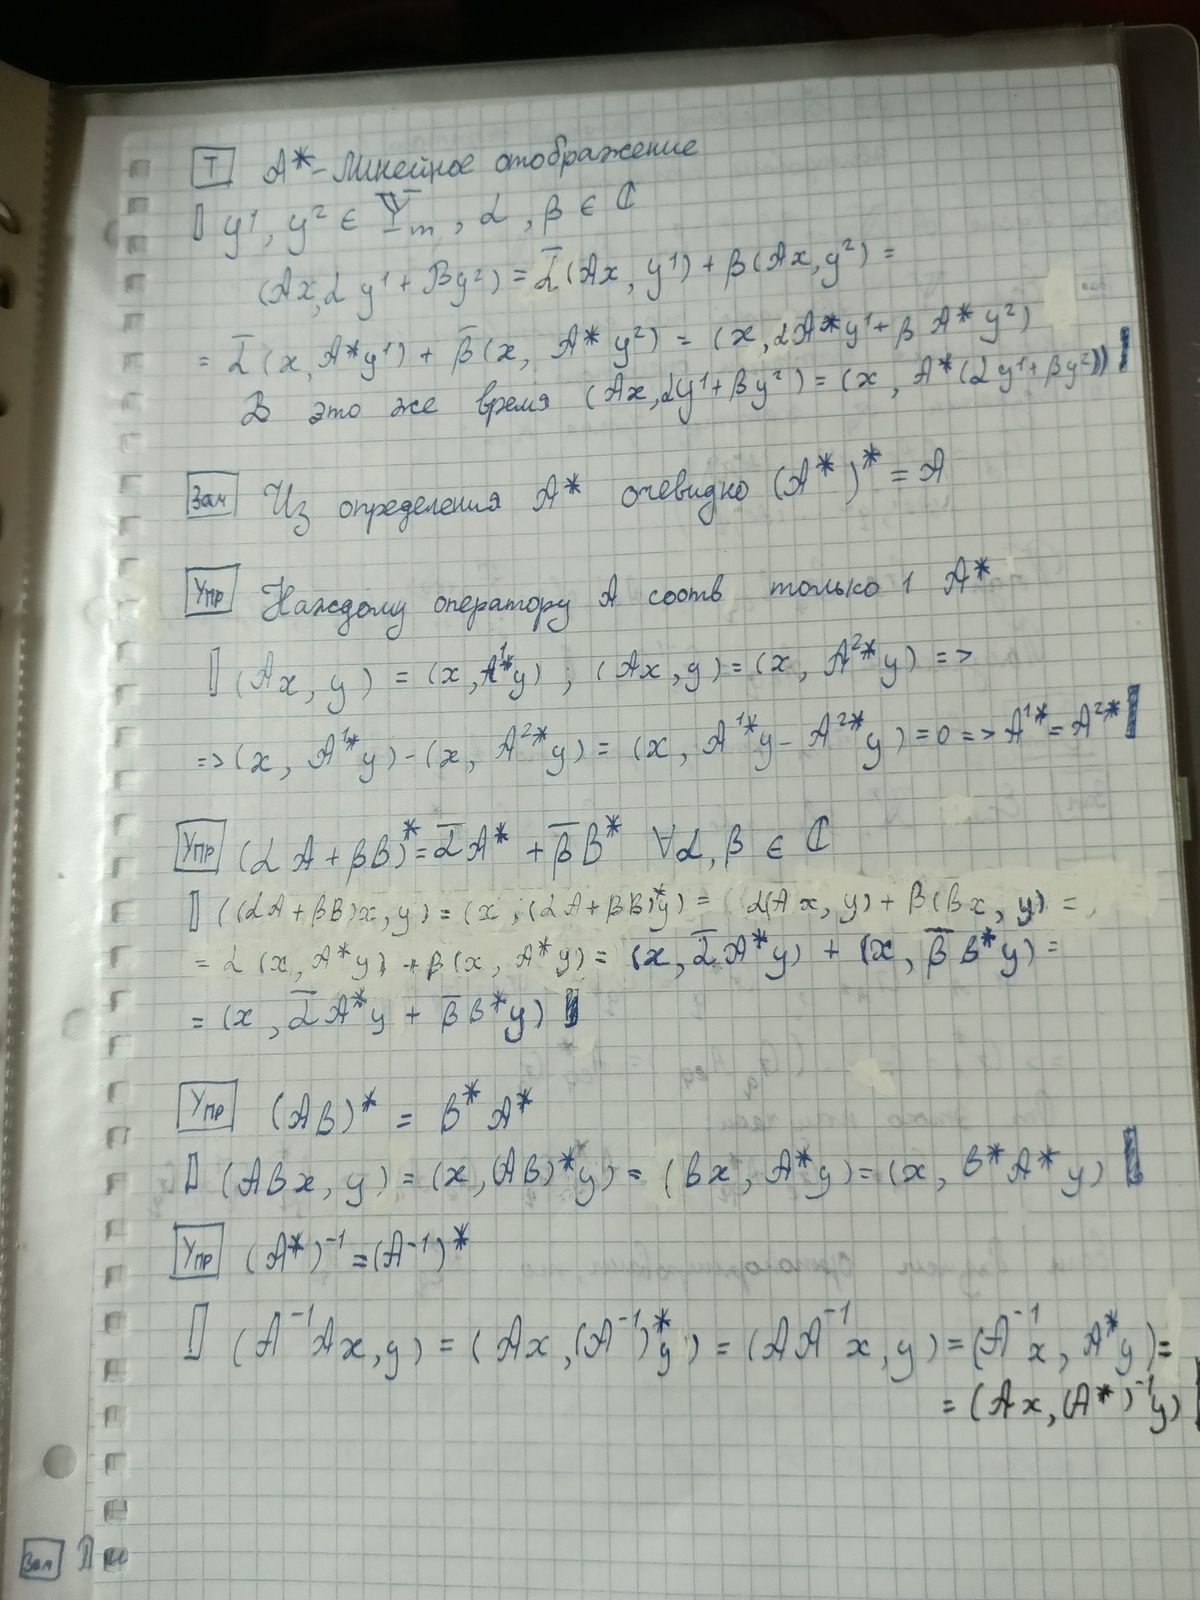 Т A* - линейное отображение
y¹, y² ∈ Yₘ, α, β ∈ ℂ
(Ax, αy¹ + βy²) = ᾱ(Ax, y¹) + β(Ax, y²) =
= ᾱ(x, A*y¹) + β̄(x, A*y²) = (x, αA*y¹ + βA*y²)
В это же время (Ax, αy¹ + βy²) = (x, A*(αy¹ + βy²))
Зам Из определения A* очевидно (A*)* = A
Упр Каждому оператору A соотв только 1 A*
(Ax, y) = (x, A¹*y) ; (Ax, y) = (x, A²*y) =>
=> (x, A¹*y) - (x, A²*y) = (x, A¹*y - A²*y) = 0 => A¹* = A²*
Упр (αA + βB)* = ᾱA* + β̄B* ∀α, β ∈ ℂ
((αA + βB)x, y) = (x, (αA + βB)*y) = α(Ax, y) + β(Bx, y) =
= α(x, A*y) + β(x, A*y) = (x, ᾱA*y) + (x, β̄B*y) =
= (x, ᾱA*y + β̄B*y)
Упр (AB)* = B*A*
(ABx, y) = (x, (AB)*y) = (Bx, A*y) = (x, B*A*y)
Упр (A*)⁻¹ = (A⁻¹)*
(A⁻¹Ax, y) = (Ax, (A⁻¹)*y) = (AA⁻¹x, y) = (A⁻¹x, A*y) =
= (Ax, (A*)⁻¹y)
Зам